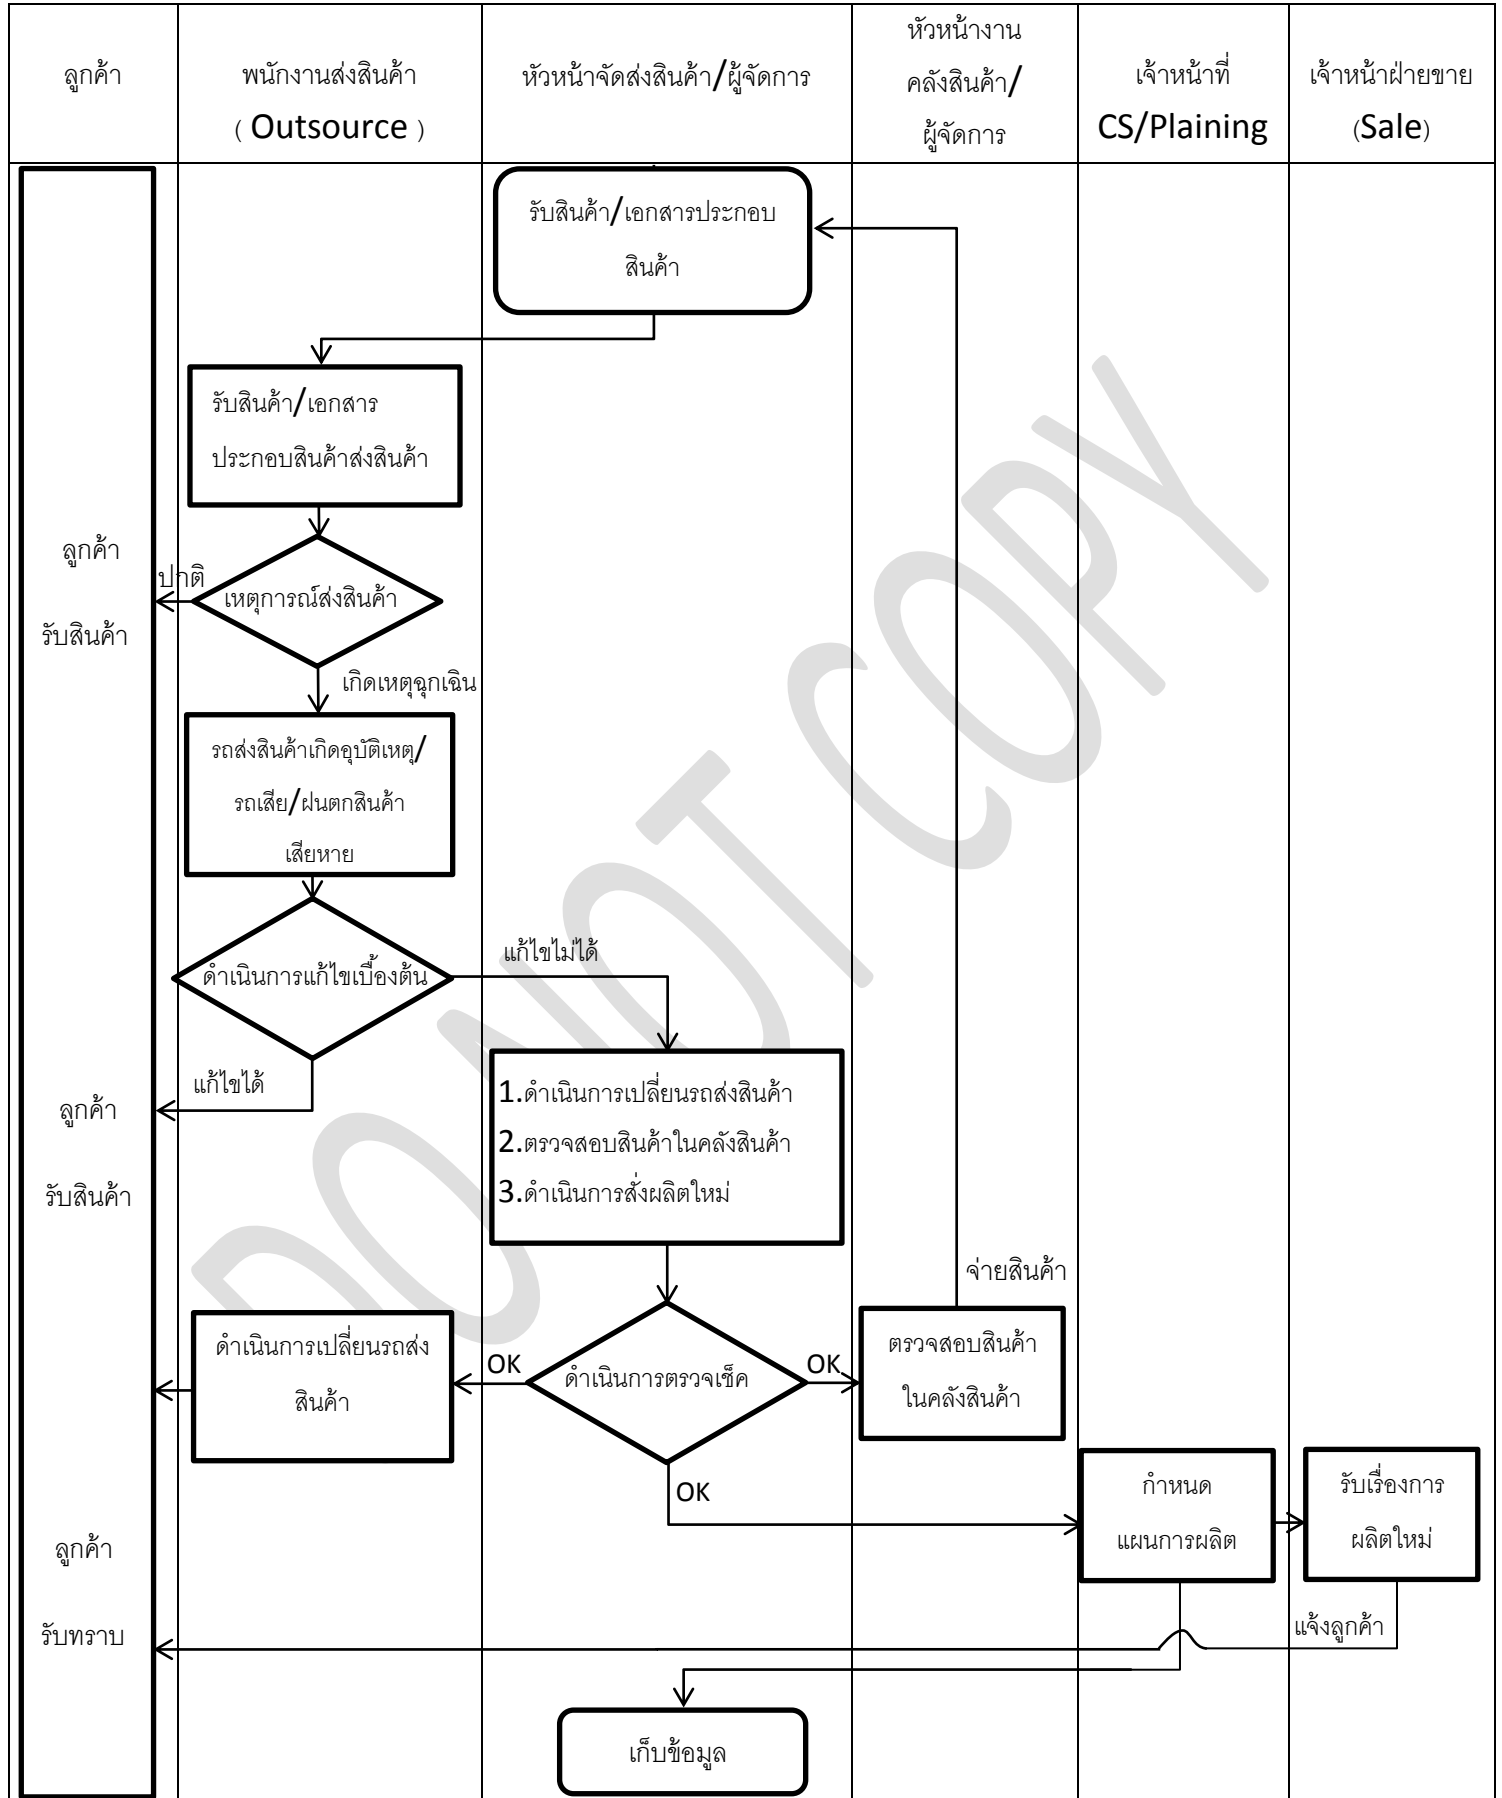 ลูกค้า
พนักงานส่งสินค้า
( Outsource )
หัวหน้าจัดส่งสินค้า/ผู้จัดการ
หัวหน้างาน
คลังสินค้า/
ผู้จัดการ
เจ้าหน้าที่
CS/Plaining
เจ้าหน้าฝ่ายขาย
(Sale)
รับสินค้า/เอกสารประกอบ
สินค้า
รับสินค้า/เอกสาร
ประกอบสินค้าส่งสินค้า
ลูกค้า
รับสินค้า
ปกติ
เหตุการณ์ส่งสินค้า
เกิดเหตุฉุกเฉิน
รถส่งสินค้าเกิดอุบัติเหตุ/
รถเสีย/ฝนตกสินค้า
เสียหาย
ดำเนินการแก้ไขเบื้องต้น
แก้ไขไม่ได้
แก้ไขได้
ลูกค้า
รับสินค้า
1.ดำเนินการเปลี่ยนรถส่งสินค้า
2.ตรวจสอบสินค้าในคลังสินค้า
3.ดำเนินการสั่งผลิตใหม่
จ่ายสินค้า
ดำเนินการเปลี่ยนรถส่ง
สินค้า
OK
ดำเนินการตรวจเช็ค
OK
ตรวจสอบสินค้า
ในคลังสินค้า
OK
กำหนด
แผนการผลิต
รับเรื่องการ
ผลิตใหม่
ลูกค้า
รับทราบ
แจ้งลูกค้า
เก็บข้อมูล
DO NOT COPY